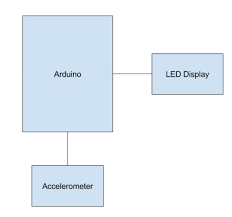 Arduino
LED Display
Accelerometer